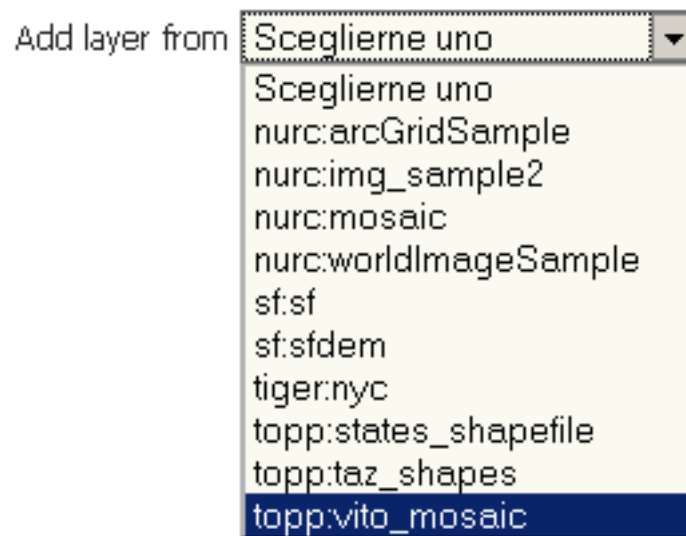 Add layer from Sceglierne uno
Sceglierne uno
nurc:arcGridSample
nurc:img_sample2
nurc:mosaic
nurc:worldImageSample
sf:sf
sf:sfdem
tiger:nyc
topp:states_shapefile
topp:taz_shapes
topp:vito_mosaic